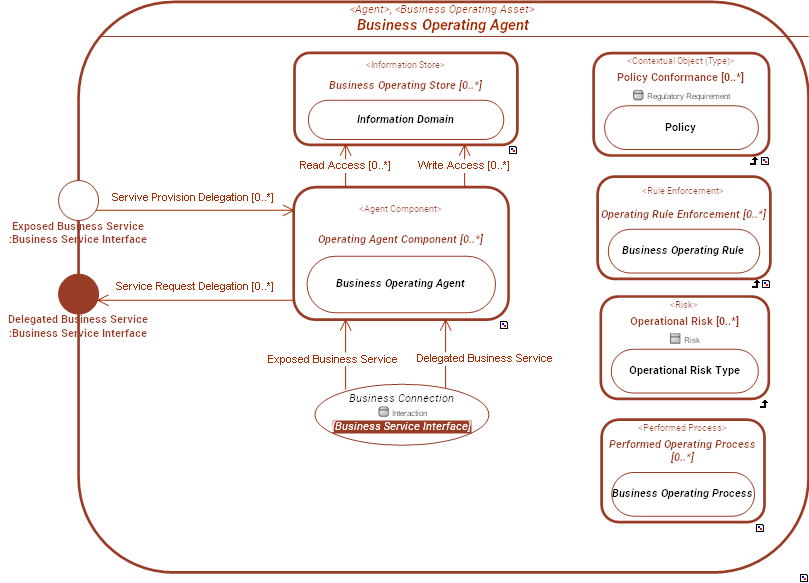 <Agent>, <Business Operating Asset>
Business Operating Agent
<Information Store>
Business Operating Store [0..*]
Information Domain
Read Access [0..*]
Write Access [0..*]
<Contextual Object (Type)>
Policy Conformance [0..*]
Regulatory Requirement
Policy
Servive Provision Delegation [0..*]
Exposed Business Service
:Business Service Interface
<Agent Component>
Operating Agent Component [0..*]
Business Operating Agent
<Rule Enforcement>
Operating Rule Enforcement [0..*]
Business Operating Rule
Service Request Delegation [0..*]
Delegated Business Service
:Business Service Interface
<Risk>
Operational Risk [0..*]
Risk
Operational Risk Type
Exposed Business Service
Delegated Business Service
Business Connection
Interaction
Business Service Interface
<Performed Process>
Performed Operating Process
[0..*]
Business Operating Process